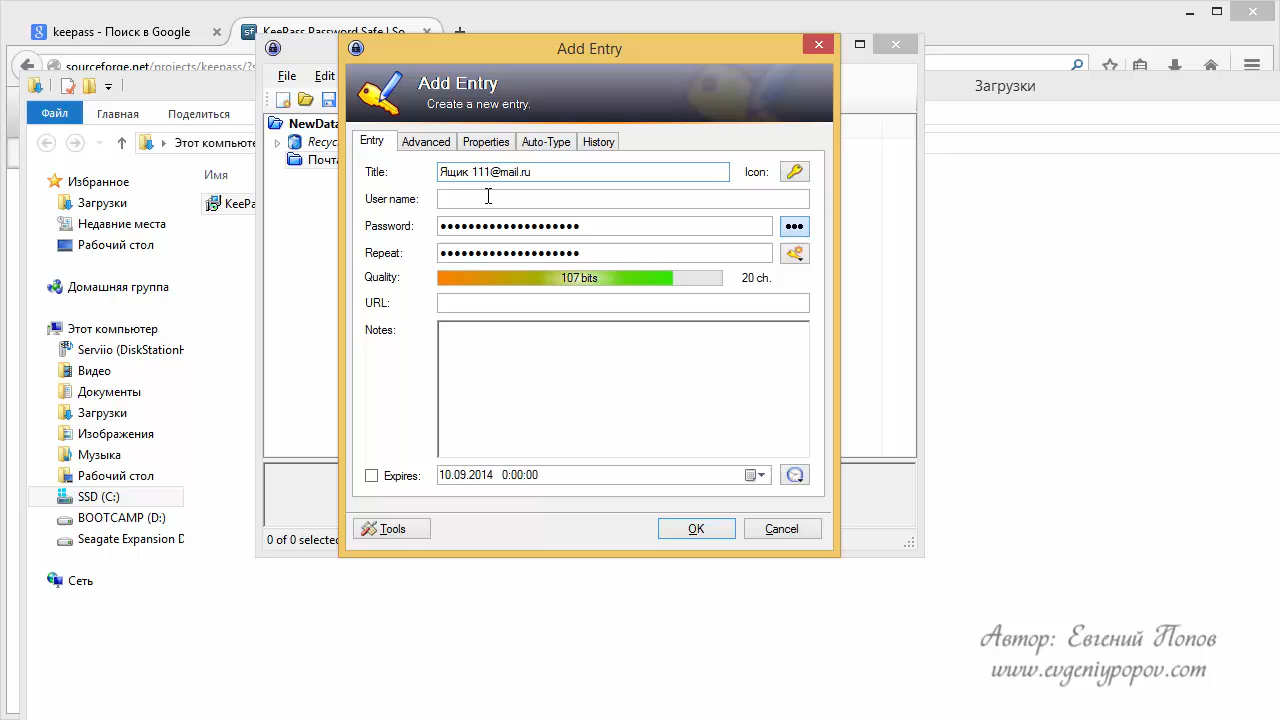 keepass - Поиск в Google
KeePass Password Safe | So
sourceforge.net/projects/keepass/?s
Загрузки
Файл
Главная
Поделиться
Этот компьюте
Имя
KeePa
Избранное
Загрузки
Недавние места
Рабочий стол
Домашняя группа
Этот компьютер
Serviio (DiskStation
Видео
Документы
Загрузки
Изображения
Музыка
Рабочий стол
SSD (C:)
BOOTCAMP (D:)
Seagate Expansion D
Сеть
File
Edit
NewData
Recyc
Почта
0 of 0 selected
Add Entry
Add Entry
Create a new entry.
Entry
Advanced
Properties
Auto-Type
History
Title:
Ящик 111@mail.ru
Icon:
User name:
Password:
••••••••••••••••••••
Repeat:
••••••••••••••••••••
Quality:
107 bits
20 ch.
URL:
Notes:
Expires:
10.09.2014 0:00:00
Tools
OK
Cancel
Автор: Евгений Попов
www.evgeniypopov.com